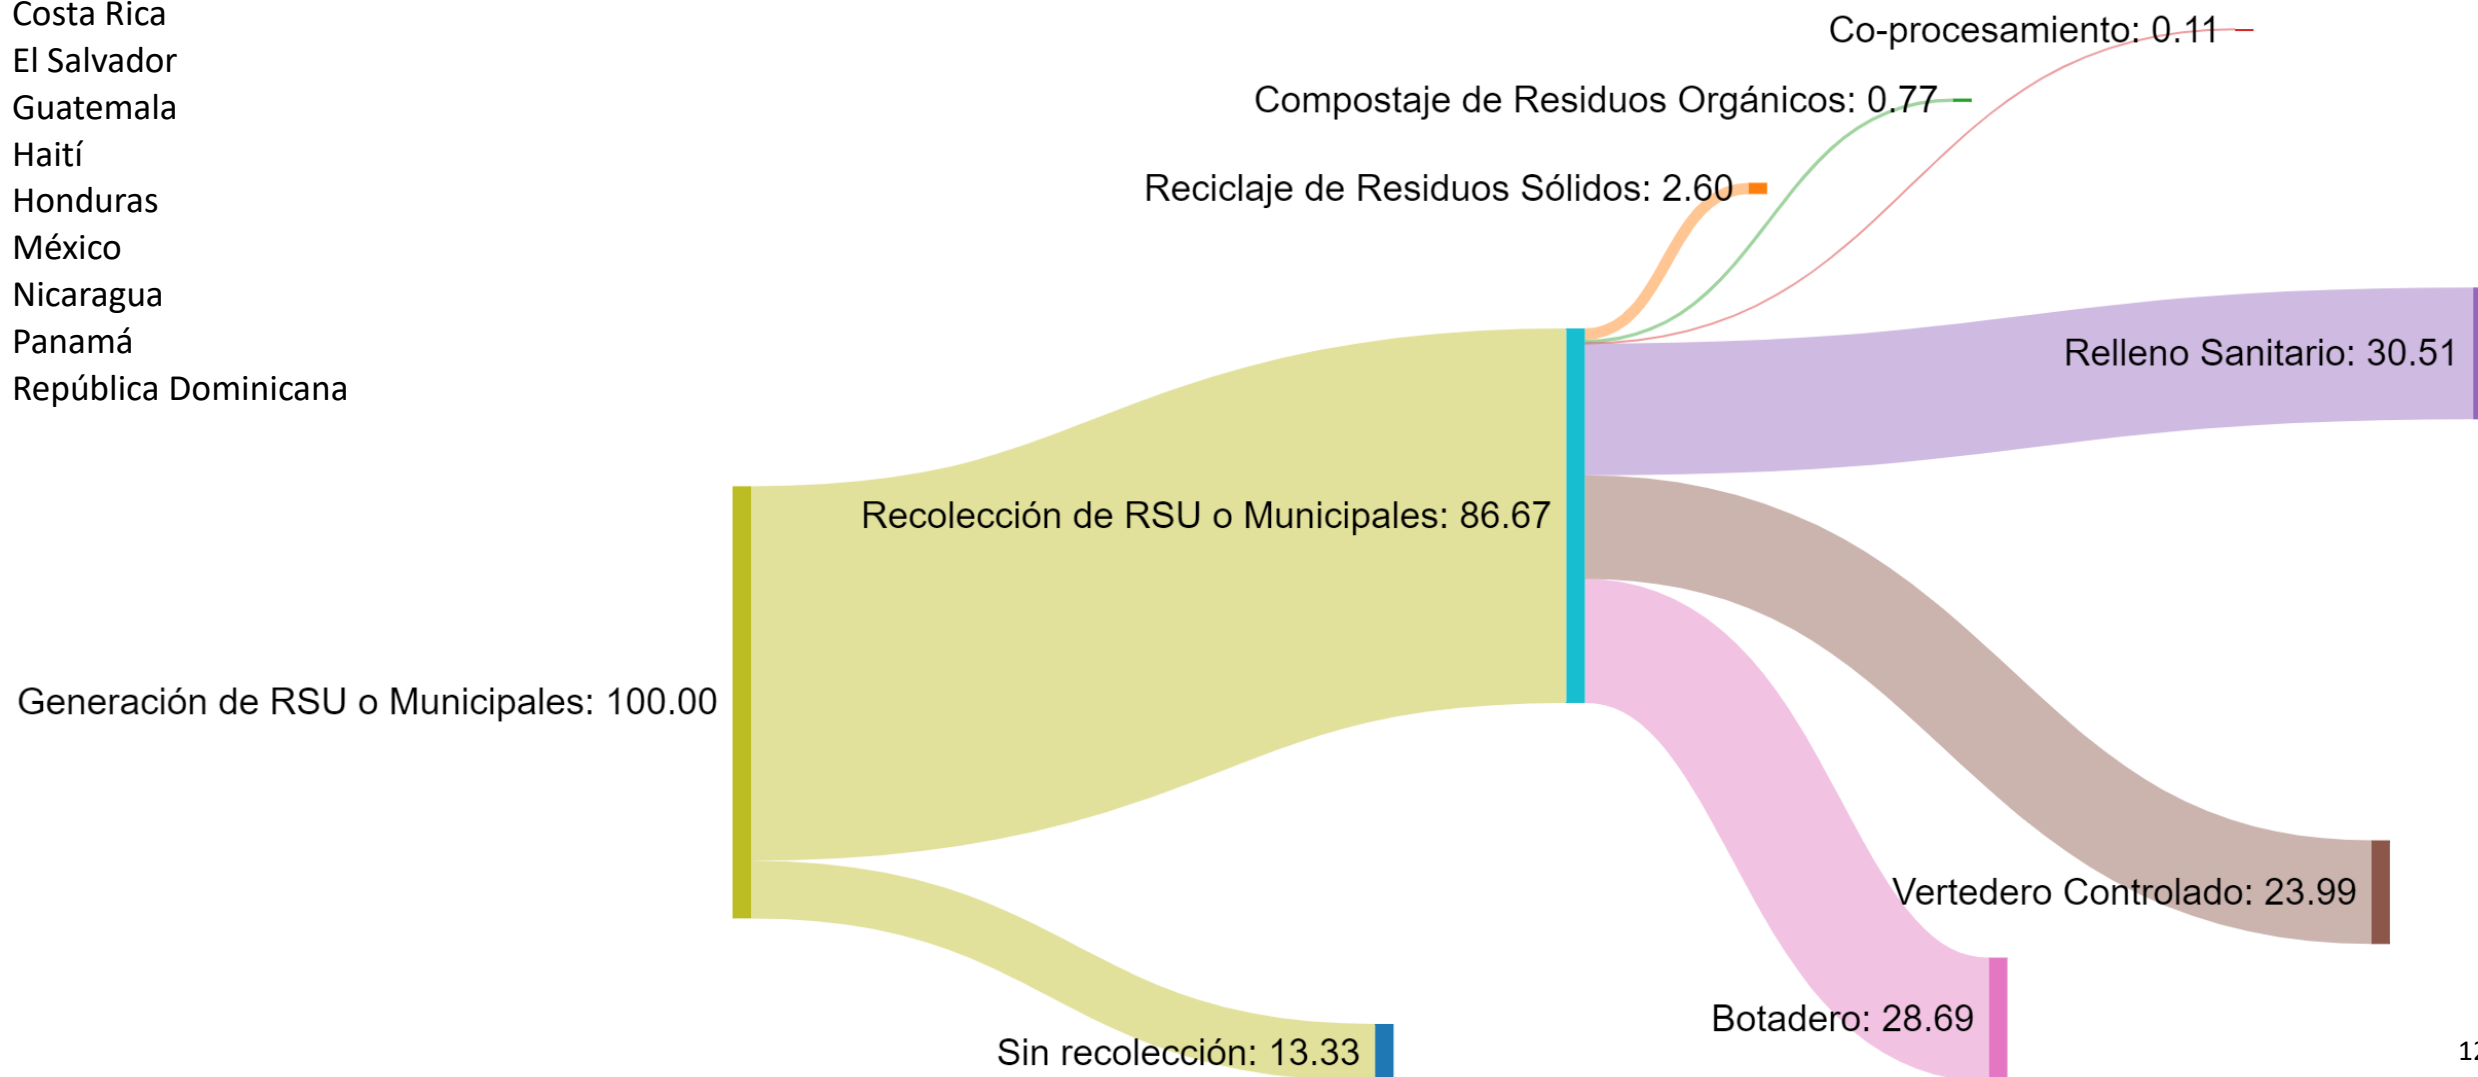 Costa Rica
El Salvador
Guatemala
Haití
Honduras
México
Nicaragua
Panamá
República Dominicana
Co-procesamiento: 0.11
Compostaje de Residuos Orgánicos: 0.77
Reciclaje de Residuos Sólidos: 2.60
Relleno Sanitario: 30.51
Recolección de RSU o Municipales: 86.67
Generación de RSU o Municipales: 100.00
Vertedero Controlado: 23.99
Botadero: 28.69
Sin recolección: 13.33
12